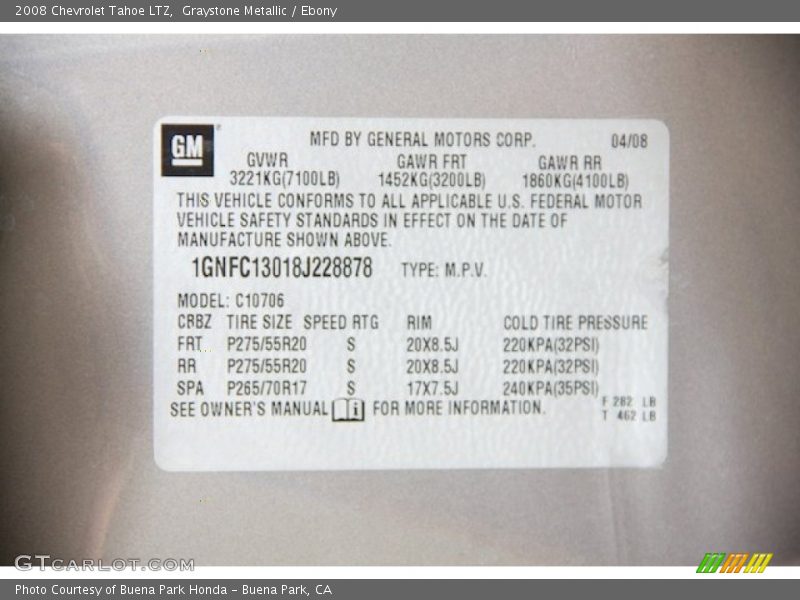 2008 Chevrolet Tahoe LTZ, Graystone Metallic / Ebony
GM
MFD BY GENERAL MOTORS CORP. 04/08
GVWR GAWR FRT GAWR RR
3221KG(7100LB) 1452KG(3200LB) 1860KG(4100LB)
THIS VEHICLE CONFORMS TO ALL APPLICABLE U.S. FEDERAL MOTOR
VEHICLE SAFETY STANDARDS IN EFFECT ON THE DATE OF
MANUFACTURE SHOWN ABOVE.
1GNFC13018J228878 TYPE: M.P.V.
MODEL: C10706
CRBZ TIRE SIZE SPEED RTG RIM COLD TIRE PRESSURE
FRT P275/55R20 S 20X8.5J 220KPA(32PSI)
RR P275/55R20 S 20X8.5J 220KPA(32PSI)
SPA P265/70R17 S 17X7.5J 240KPA(35PSI)
SEE OWNER'S MANUAL i FOR MORE INFORMATION.
F 282 LB
T 462 LB
GTCARLOT.COM
Photo Courtesy of Buena Park Honda - Buena Park, CA